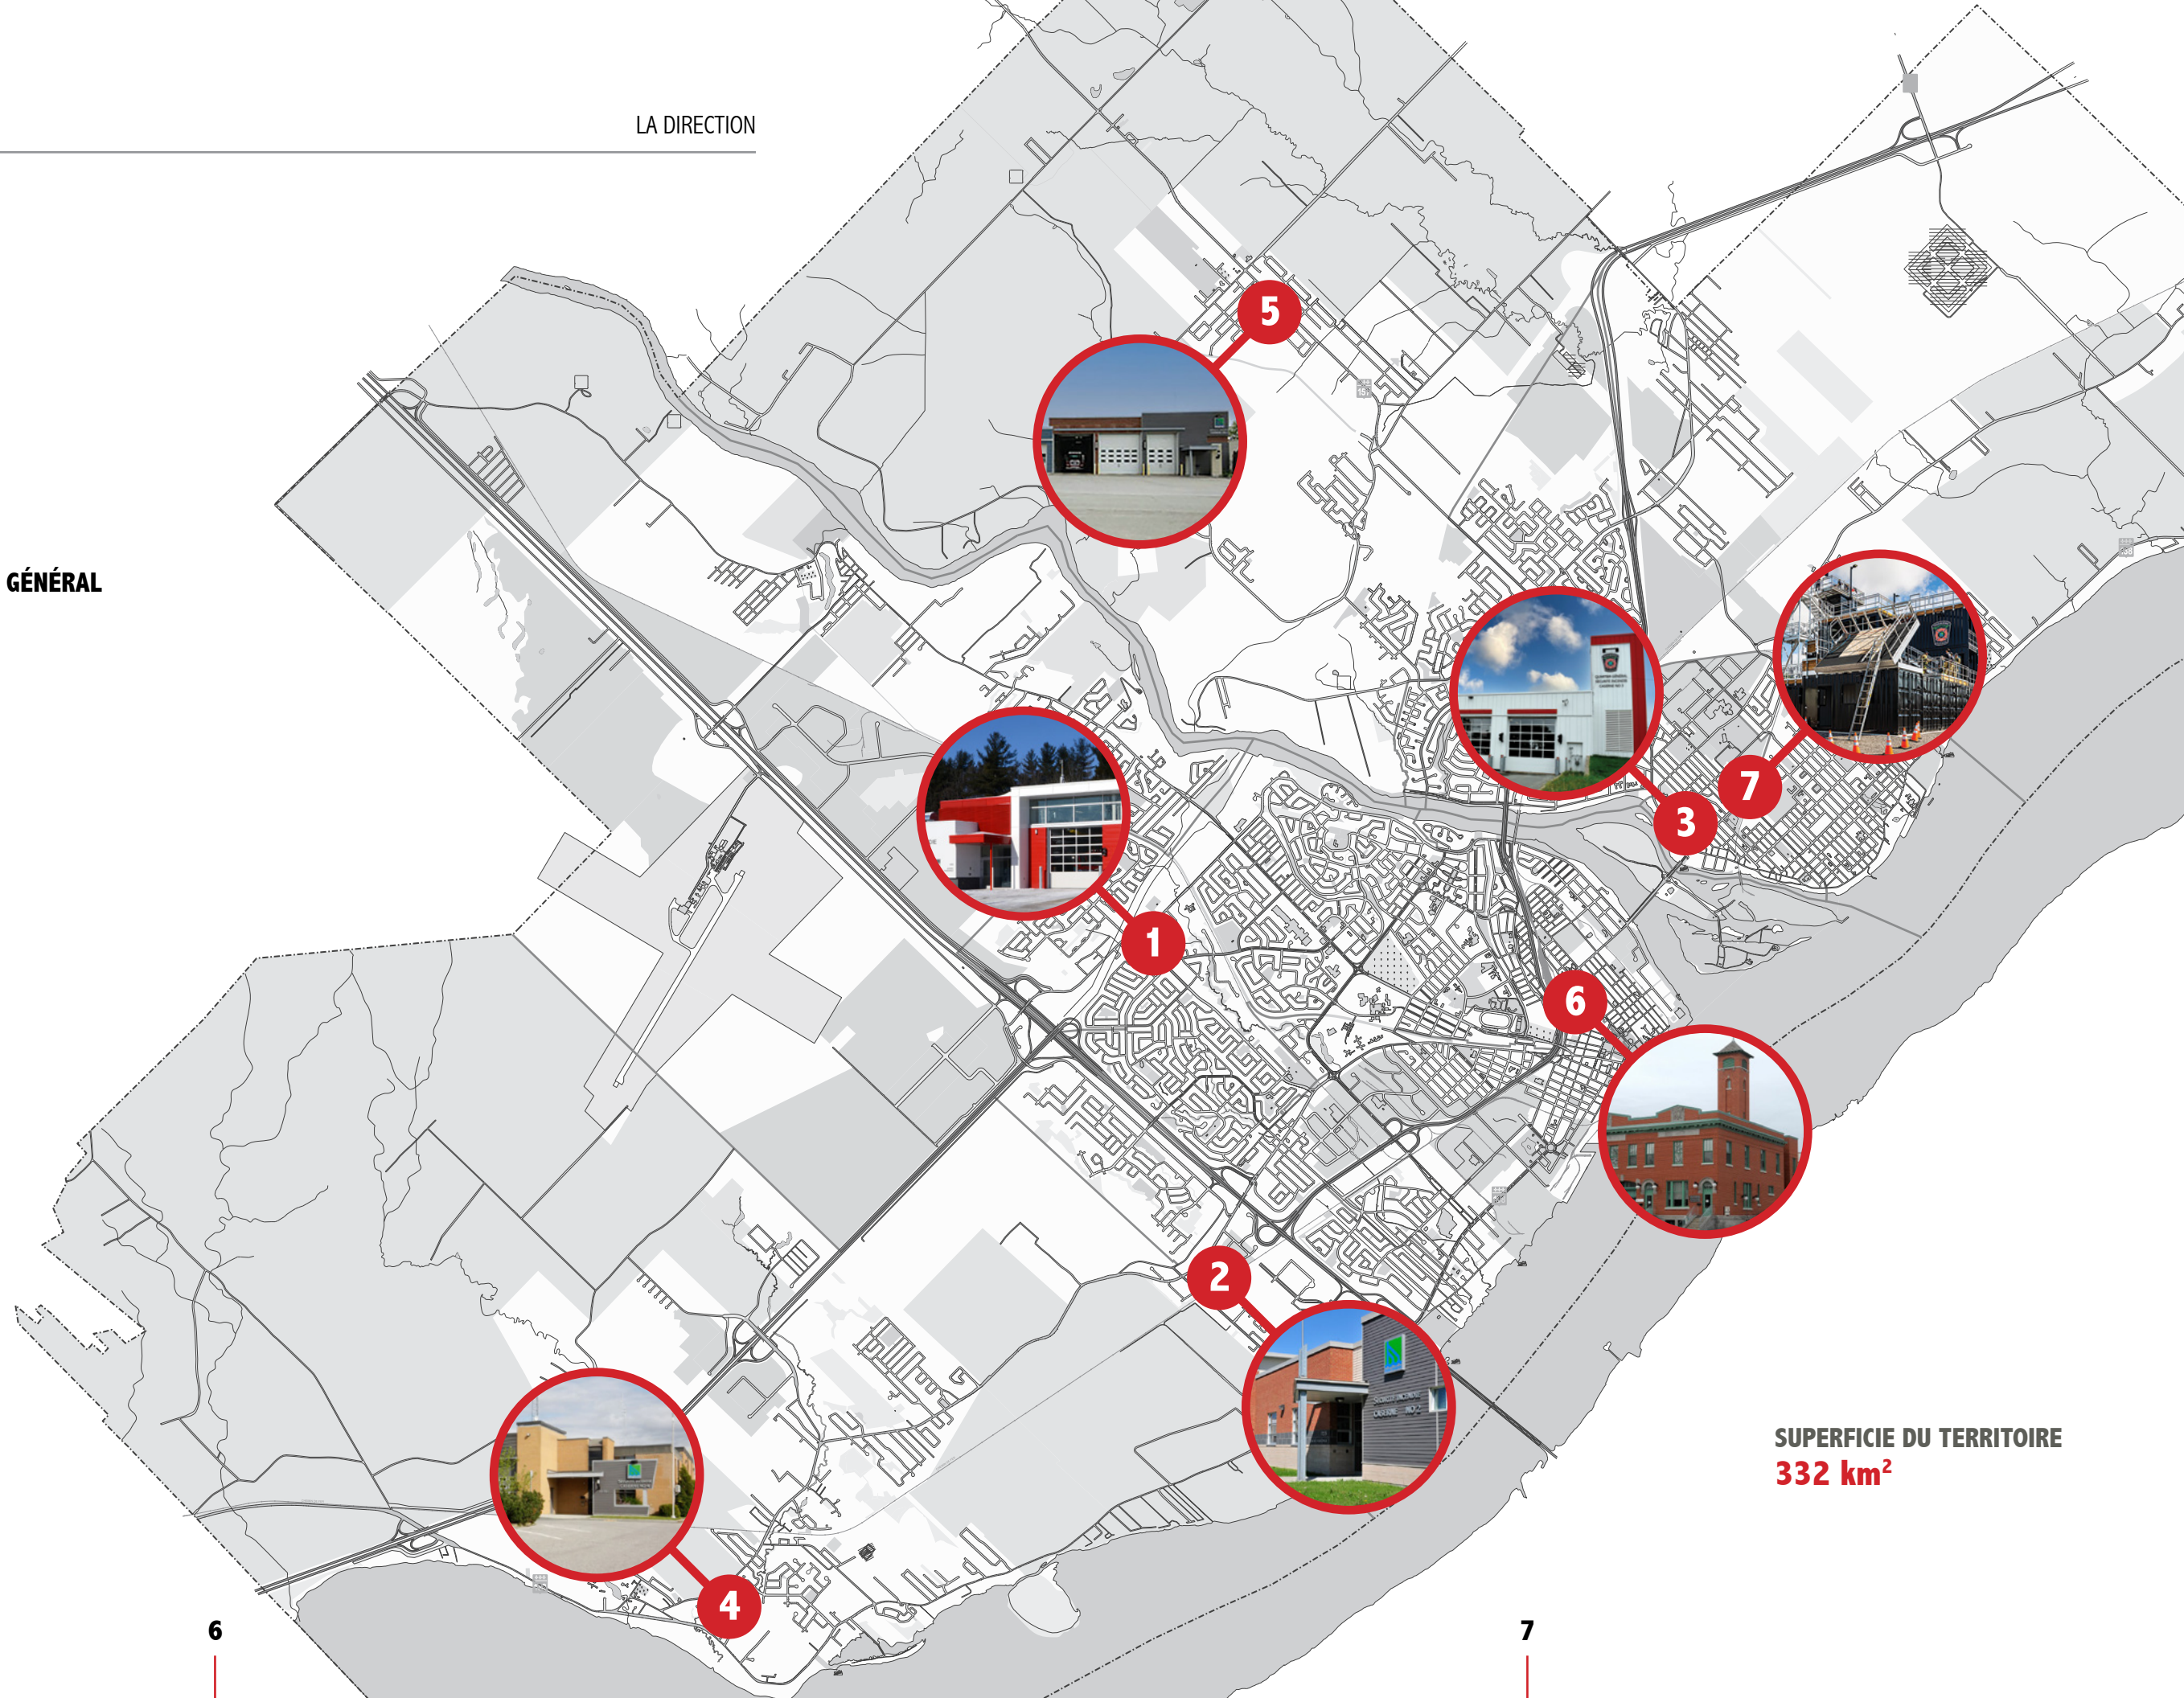 LA DIRECTION
5
GÉNÉRAL
7
3
1
6
2
SUPERFICIE DU TERRITOIRE
332 km²
4
6
7